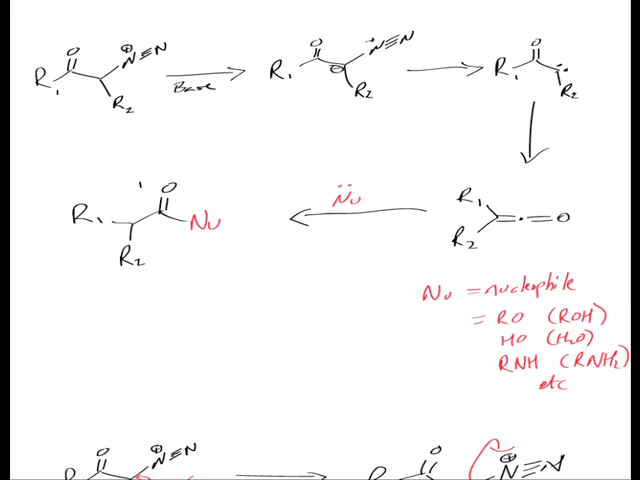 O ⊕ N≡N R₁ R₂ Base
O + N≡N R₁ ⊖ R₂
O R₁ : R₂
O R₁ Nu R₂
N̈u
R₁ R₂ = · = O
Nu = nucleophile
= RO (ROH)
HO (H₂O)
RNH (RNH₂)
etc
O ⊕ N≡N
O ⊕ N≡N